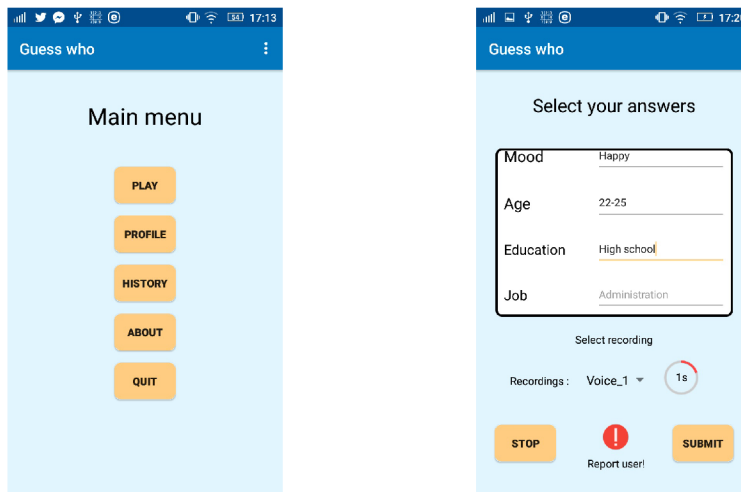 54 17:13
Guess who
Main menu
PLAY
PROFILE
HISTORY
ABOUT
QUIT
Guess who
Select your answers
Mood Happy
Age 22-25
Education High school
Job Administration
Select recording
Recordings : Voice_1 1s
STOP
SUBMIT
Report user!